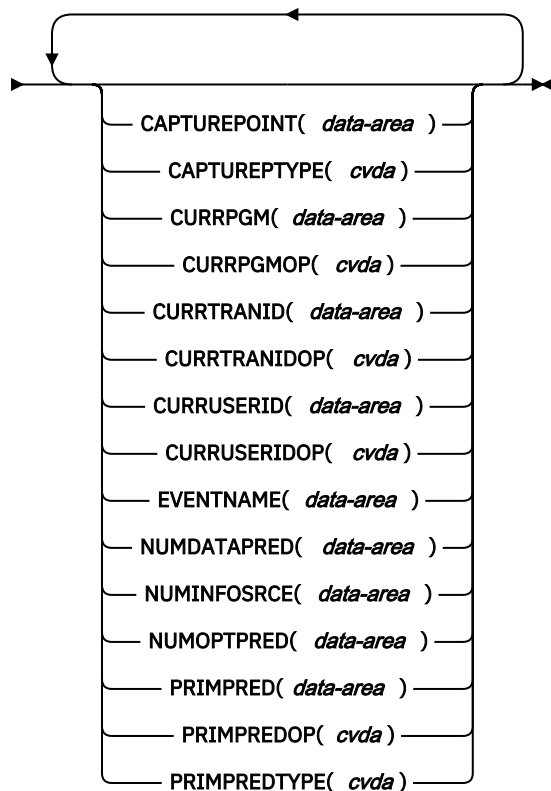 CAPTUREPOINT( data-area )
CAPTUREPTYPE( cvda )
CURRPGM( data-area )
CURRPGMOP( cvda )
CURRTRANID( data-area )
CURRTRANIDOP( cvda )
CURRUSERID( data-area )
CURRUSERIDOP( cvda )
EVENTNAME( data-area )
NUMDATAPRED( data-area )
NUMINFOSRCE( data-area )
NUMOPTPRED( data-area )
PRIMPRED( data-area )
PRIMPREDOP( cvda )
PRIMPREDTYPE( cvda )